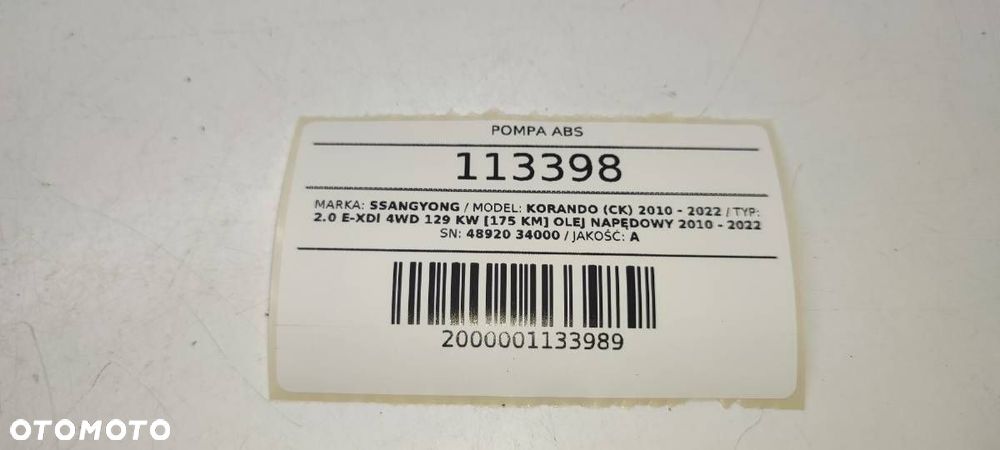 POMPA ABS
113398
MARKA: SSANGYONG / MODEL: KORANDO (CK) 2010 - 2022 / TYP:
2.0 E-XDI 4WD 129 KW [175 KM] OLEJ NAPĘDOWY 2010 - 2022
SN: 48920 34000 / JAKOŚĆ: A
2000001133989
OTOMOTO